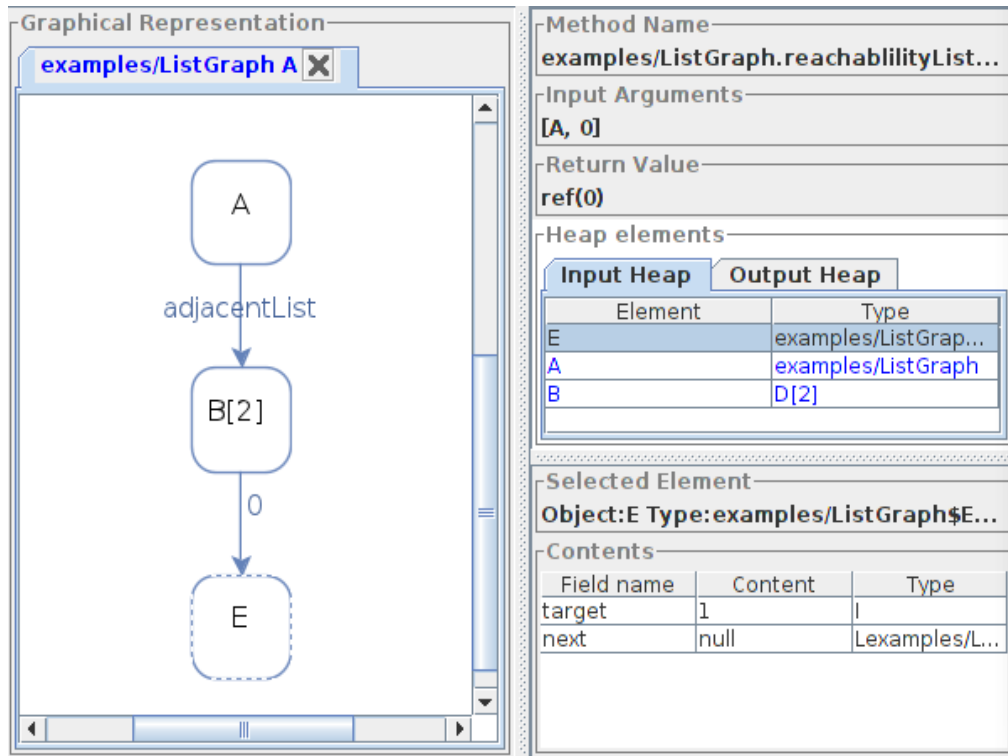 Graphical Representation
examples/ListGraph A
A
adjacentList
B[2]
0
E
Method Name
examples/ListGraph.reachablilityList...
Input Arguments
[A, 0]
Return Value
ref(0)
Heap elements
Input Heap Output Heap
Element Type
E examples/ListGrap...
A examples/ListGraph
B D[2]
Selected Element
Object:E Type:examples/ListGraph$E...
Contents
Field name Content Type
target 1 I
next null Lexamples/L...